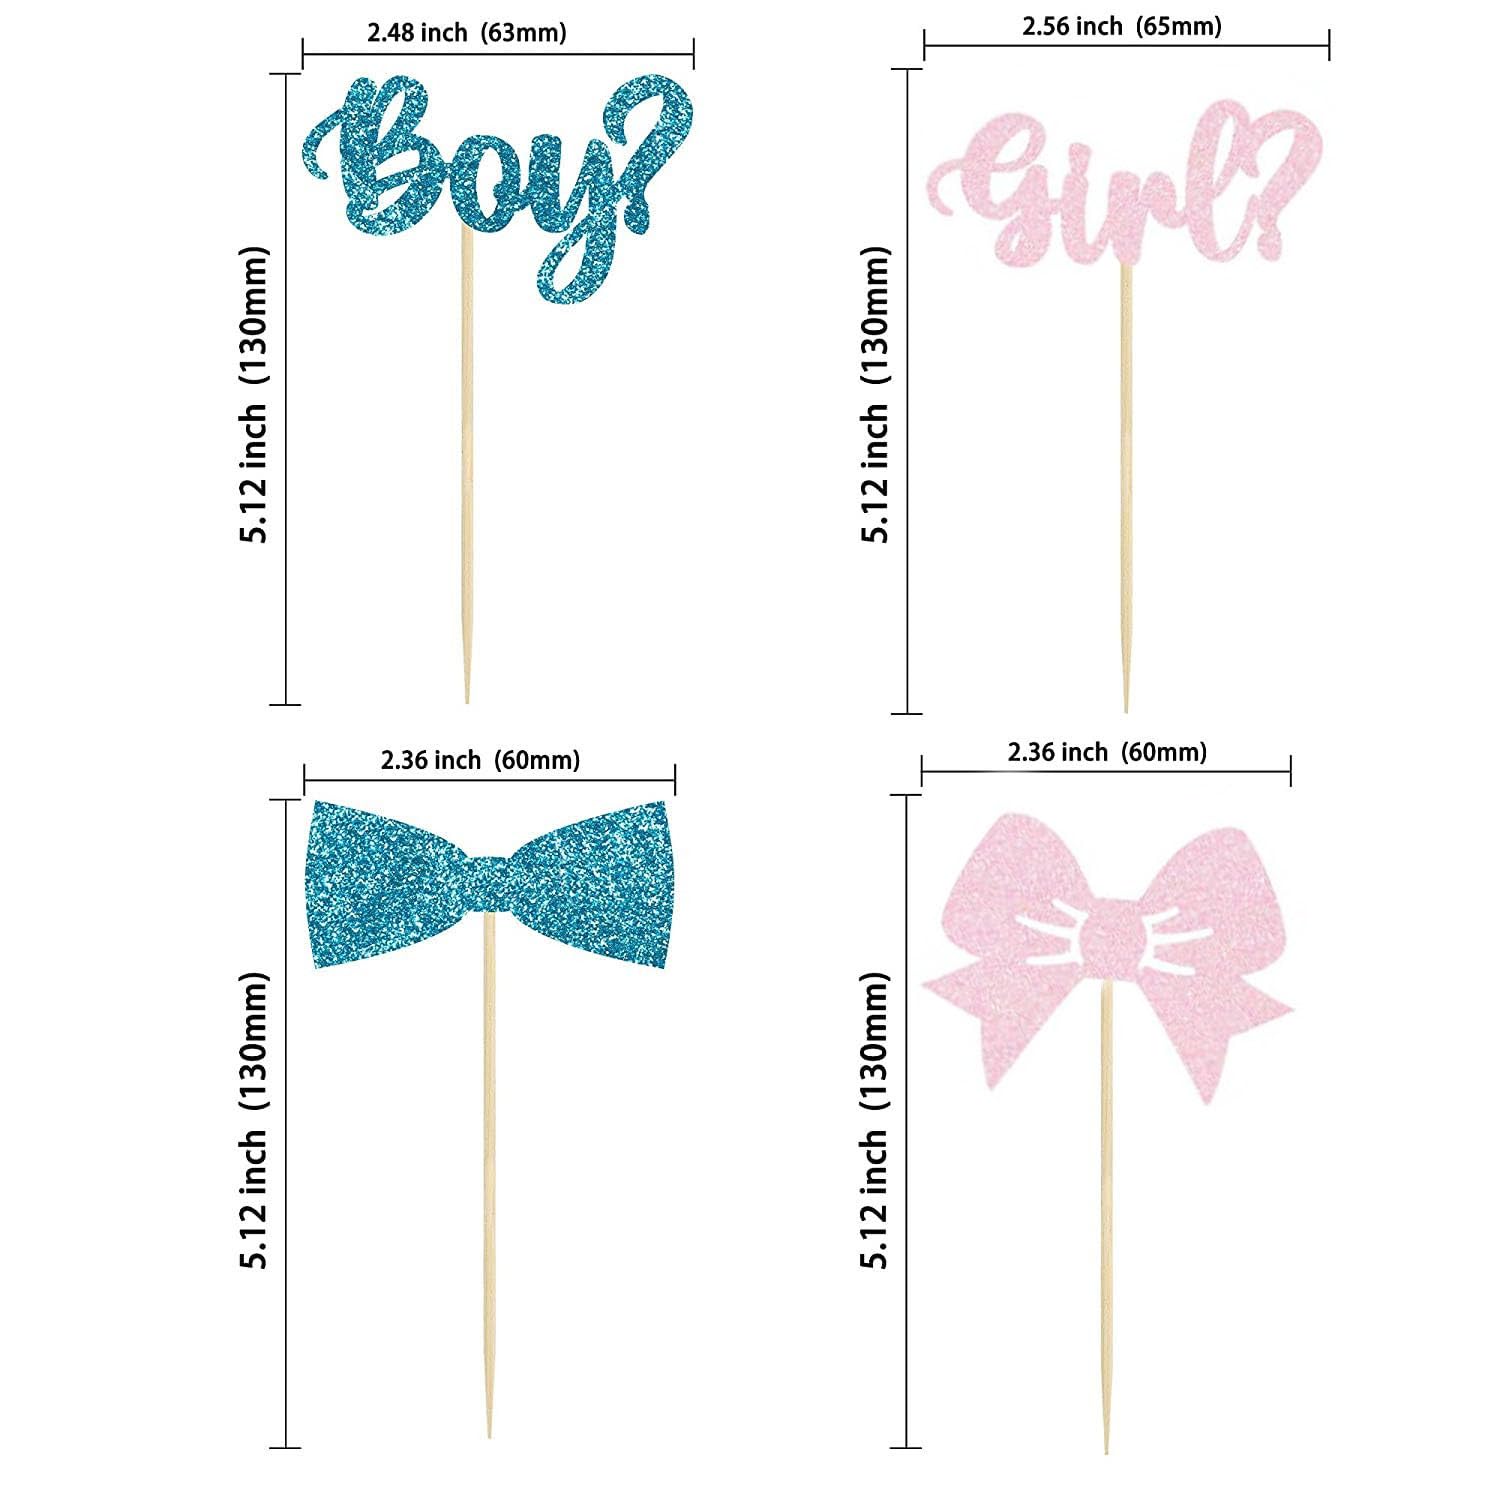 2.48 inch (63mm)
5.12 inch (130mm)
Boy?
2.56 inch (65mm)
5.12 inch (130mm)
Girl?
2.36 inch (60mm)
5.12 inch (130mm)
2.36 inch (60mm)
5.12 inch (130mm)